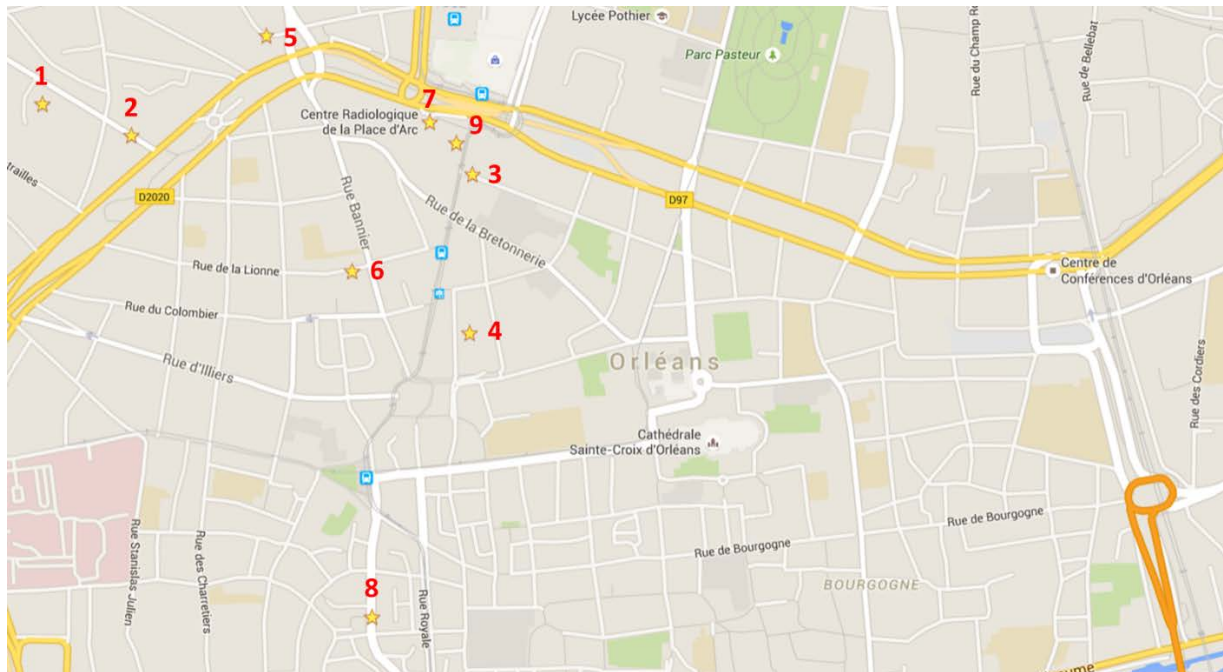 Lycée Pothier
5
Parc Pasteur
Rue du Champ Ro
Rue de Bellebat
1
2
7
Centre Radiologique
de la Place d'Arc
9
3
trailles
D2020
D97
Rue Bannier
Rue de la Bretonnerie
Rue de la Lionne
6
Centre de
Conférences d'Orléans
Rue du Colombier
4
Rue d'Illiers
Orléans
Rue des Cordiers
Cathédrale
Sainte-Croix d'Orléans
Rue de Bourgogne
Rue Stanislas Julien
Rue des Charretiers
Rue de Bourgogne
8
BOURGOGNE
Rue Royale
ume